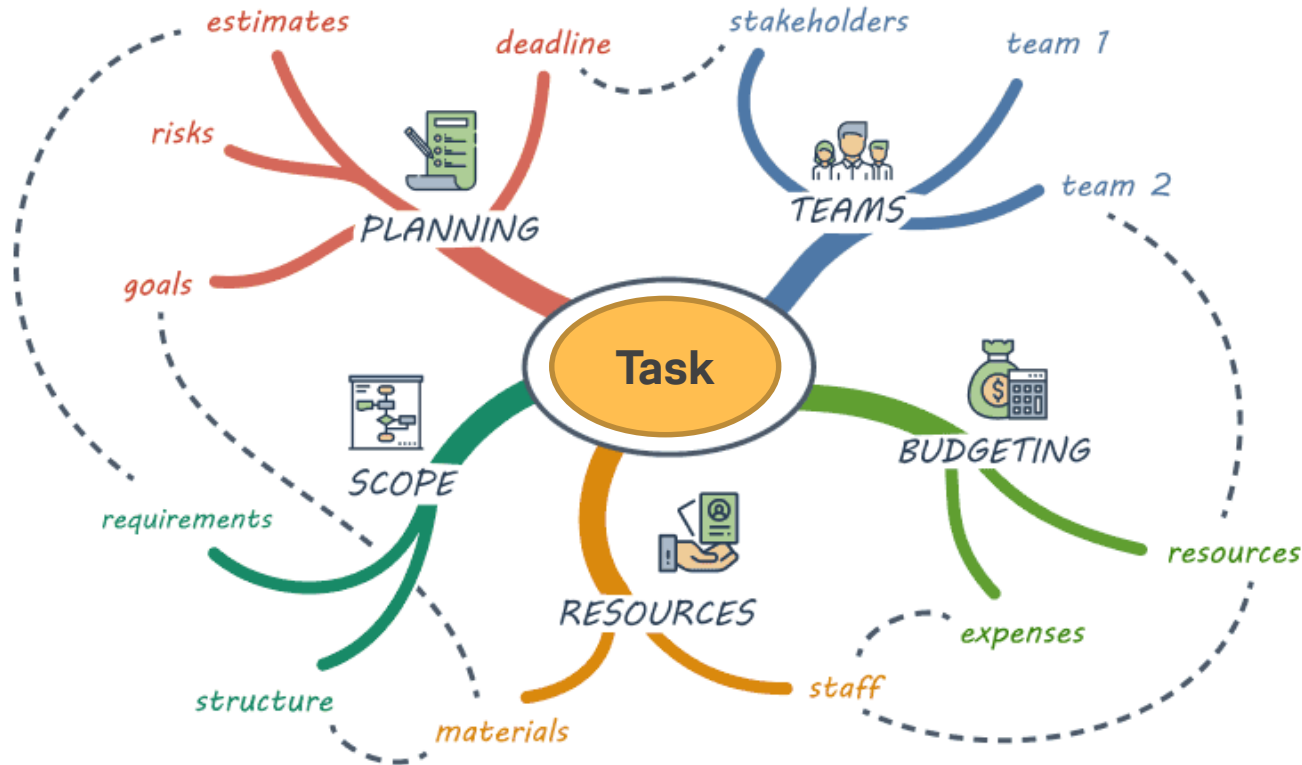 estimates
deadline
stakeholders
team 1
risks
team 2
TEAMS
PLANNING
goals
Task
BUDGETING
SCOPE
requirements
resources
RESOURCES
expenses
staff
structure
materials